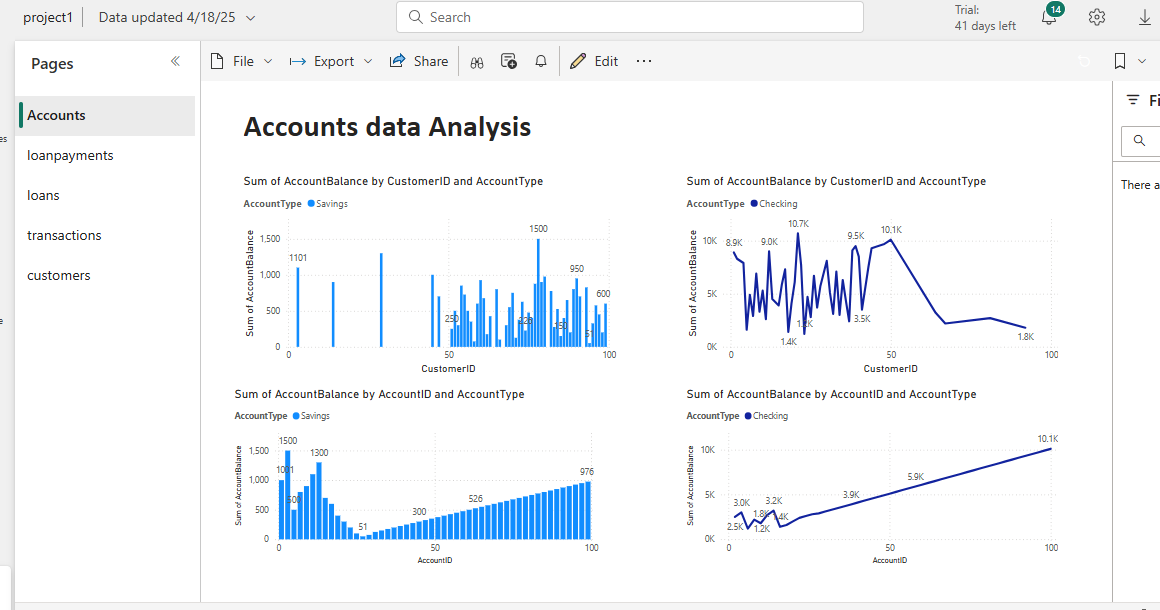 project1
Data updated 4/18/25
Search
Trial:
41 days left
14
Pages
File
Export
Share
Edit
Fi
Accounts
loanpayments
loans
transactions
customers
es
e
There a
Accounts data Analysis
Sum of AccountBalance by CustomerID and AccountType
AccountType Savings
Sum of AccountBalance
1,500
1,000
500
0
1101
250
1500
950
600
0
50
100
CustomerID
Sum of AccountBalance by CustomerID and AccountType
AccountType Checking
Sum of AccountBalance
10K
5K
0K
8.9K
9.0K
10.7K
9.5K
10.1K
1.4K
3.5K
1.8K
0
50
100
CustomerID
Sum of AccountBalance by AccountID and AccountType
AccountType Savings
Sum of AccountBalance
1,500
1,000
500
0
1500
1300
51
300
526
976
0
50
100
AccountID
Sum of AccountBalance by AccountID and AccountType
AccountType Checking
Sum of AccountBalance
10K
5K
0K
2.5K
3.0K
1.8K
1.2K
3.2K
1.4K
3.9K
5.9K
10.1K
0
50
100
AccountID